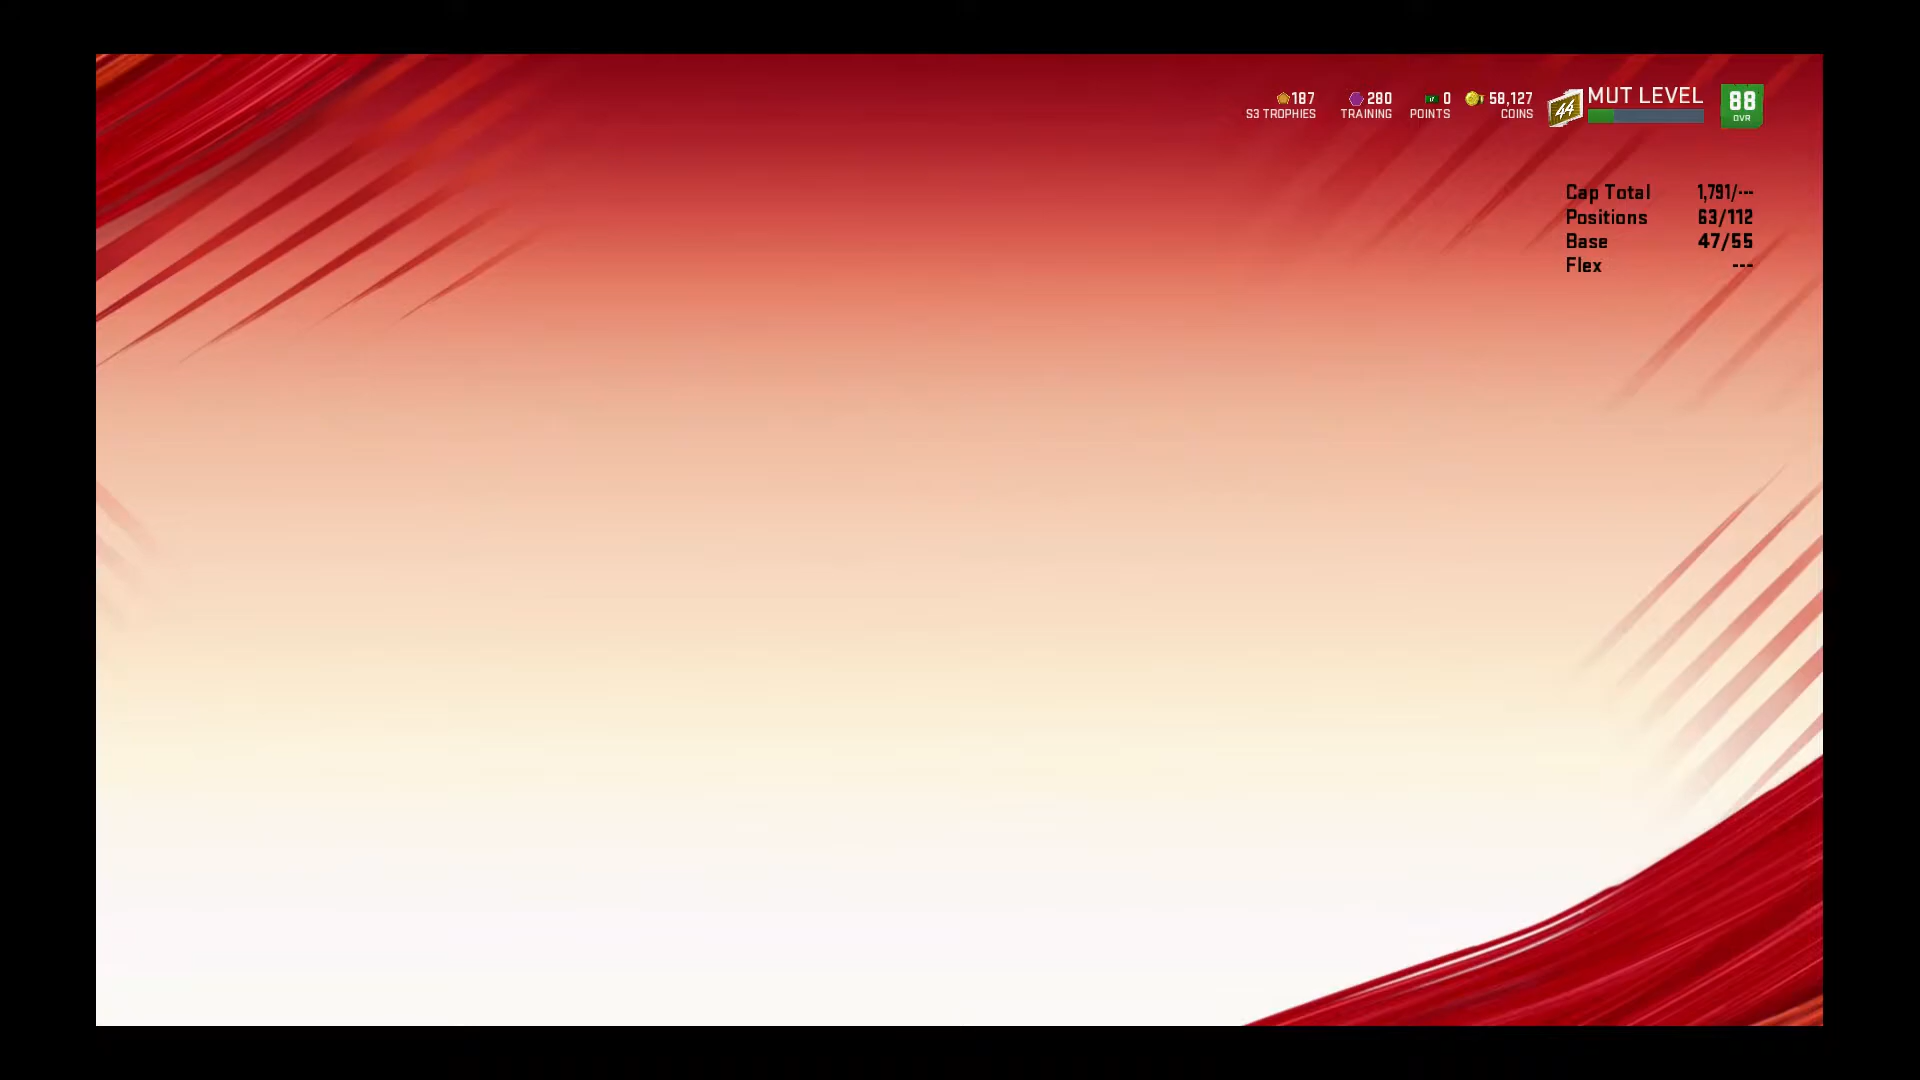 187 280 0 58,127 44 MUT LEVEL 88
S3 TROPHIES TRAINING POINTS COINS OVR
Cap Total 1,791/---
Positions 63/112
Base 47/55
Flex ---